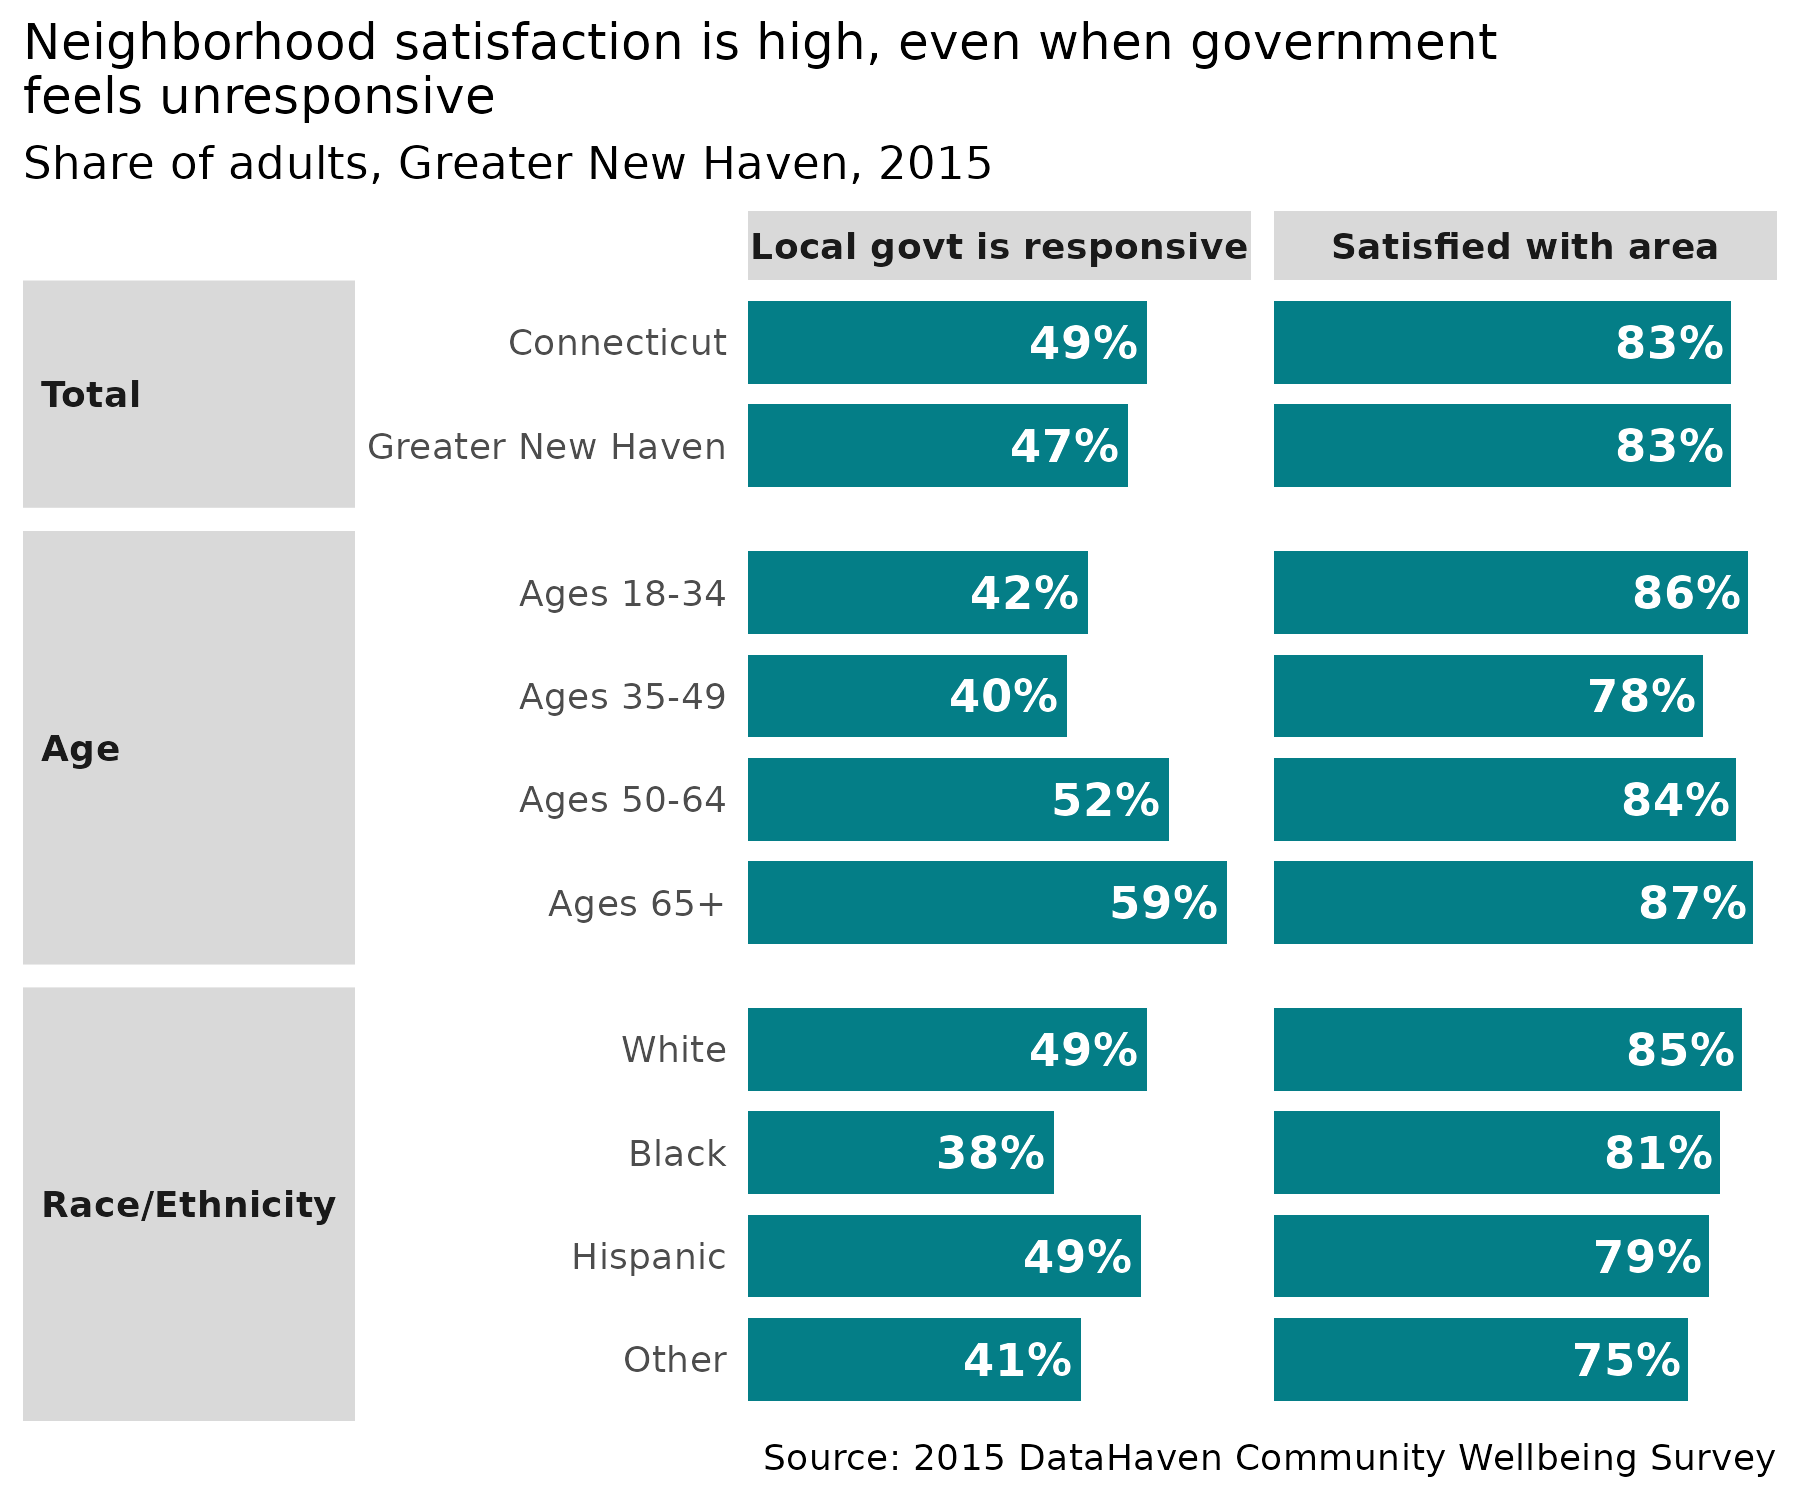 Neighborhood satisfaction is high, even when government
feels unresponsive
Share of adults, Greater New Haven, 2015
Local govt is responsive Satisfied with area
Total
Connecticut 49% 83%
Greater New Haven 47% 83%
Age
Ages 18-34 42% 86%
Ages 35-49 40% 78%
Ages 50-64 52% 84%
Ages 65+ 59% 87%
Race/Ethnicity
White 49% 85%
Black 38% 81%
Hispanic 49% 79%
Other 41% 75%
Source: 2015 DataHaven Community Wellbeing Survey